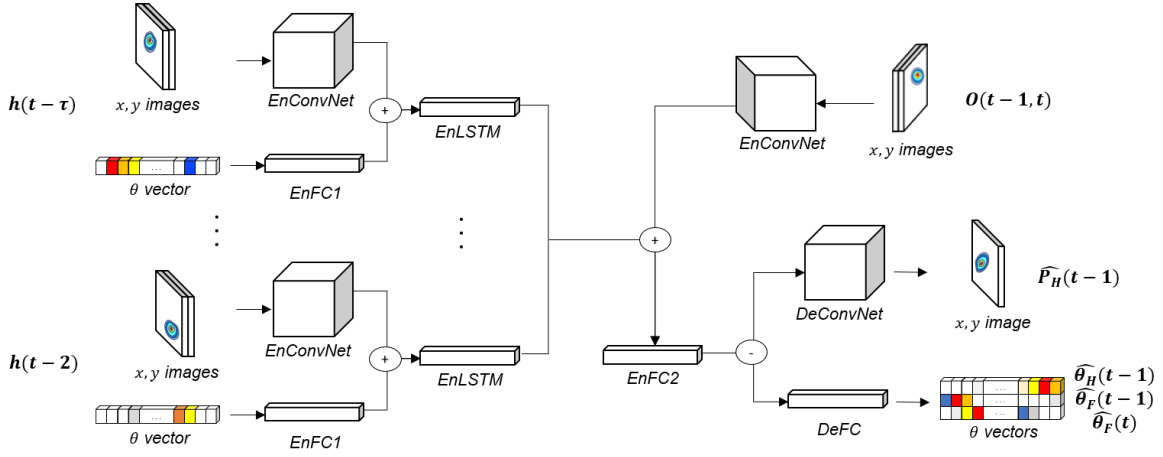 h(t − τ)
x, y images
EnConvNet
+
EnLSTM
...
θ vector
EnFC1
h(t − 2)
x, y images
EnConvNet
+
EnLSTM
...
θ vector
EnFC1
EnConvNet
x, y images
O(t − 1, t)
+
EnFC2
-
DeConvNet
x, y image
P̂_H(t − 1)
DeFC
...
...
...
θ vectors
θ̂_H(t − 1)
θ̂_F(t − 1)
θ̂_F(t)